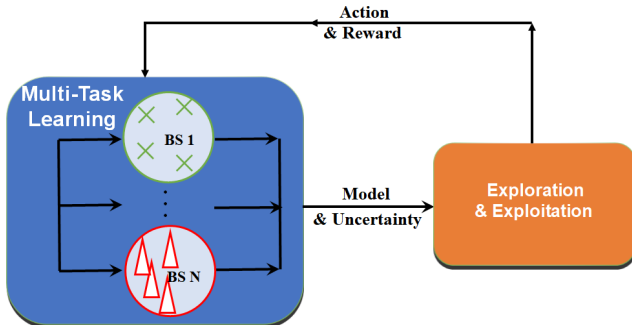 Action
& Reward
Multi-Task
Learning
BS 1
BS N
Model
& Uncertainty
Exploration
& Exploitation